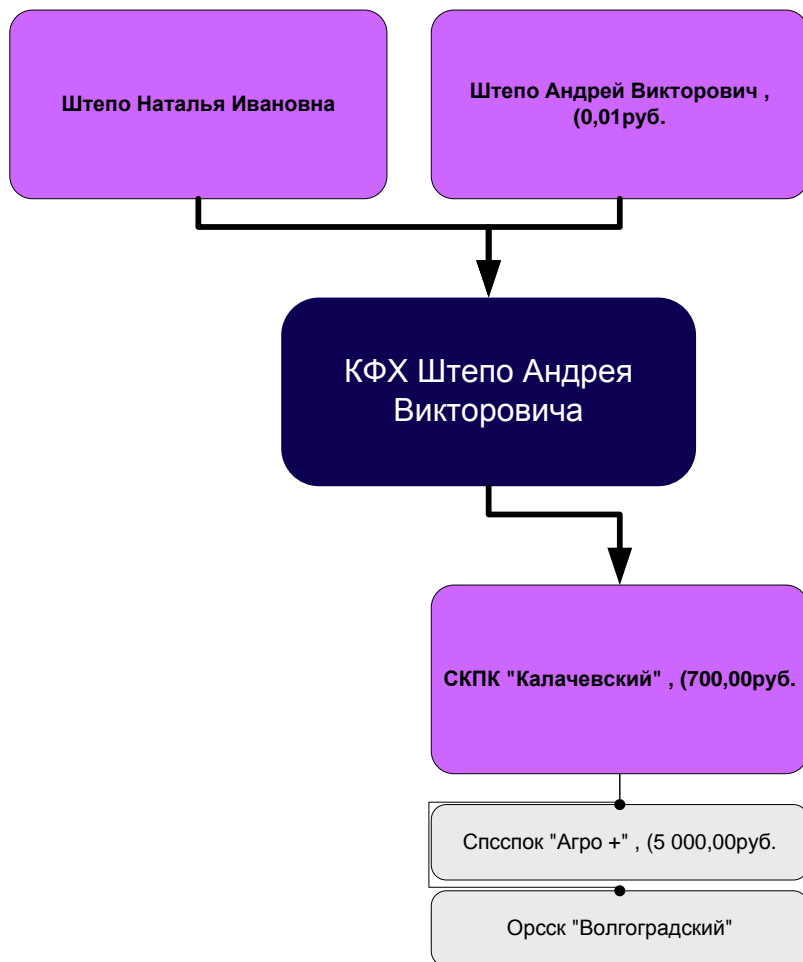 Штепо Наталья Ивановна
Штепо Андрей Викторович ,
(0,01руб.
КФХ Штепо Андрея
Викторовича
СКПК "Калачевский" , (700,00руб.
Спсспок "Агро +" , (5 000,00руб.
Орсск "Волгоградский"